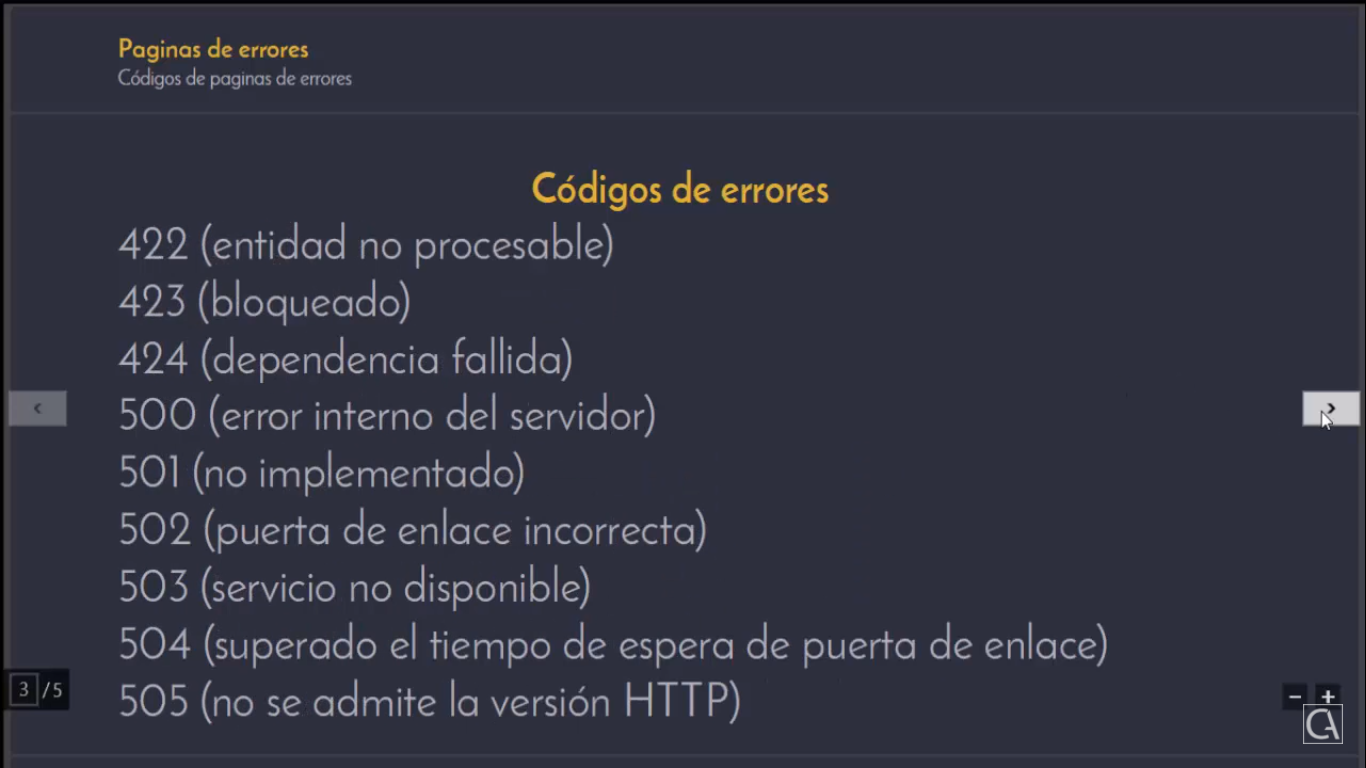 Paginas de errores
Códigos de paginas de errores
Códigos de errores
422 (entidad no procesable)
423 (bloqueado)
424 (dependencia fallida)
500 (error interno del servidor)
501 (no implementado)
502 (puerta de enlace incorrecta)
503 (servicio no disponible)
504 (superado el tiempo de espera de puerta de enlace)
505 (no se admite la versión HTTP)
3 /5
CA